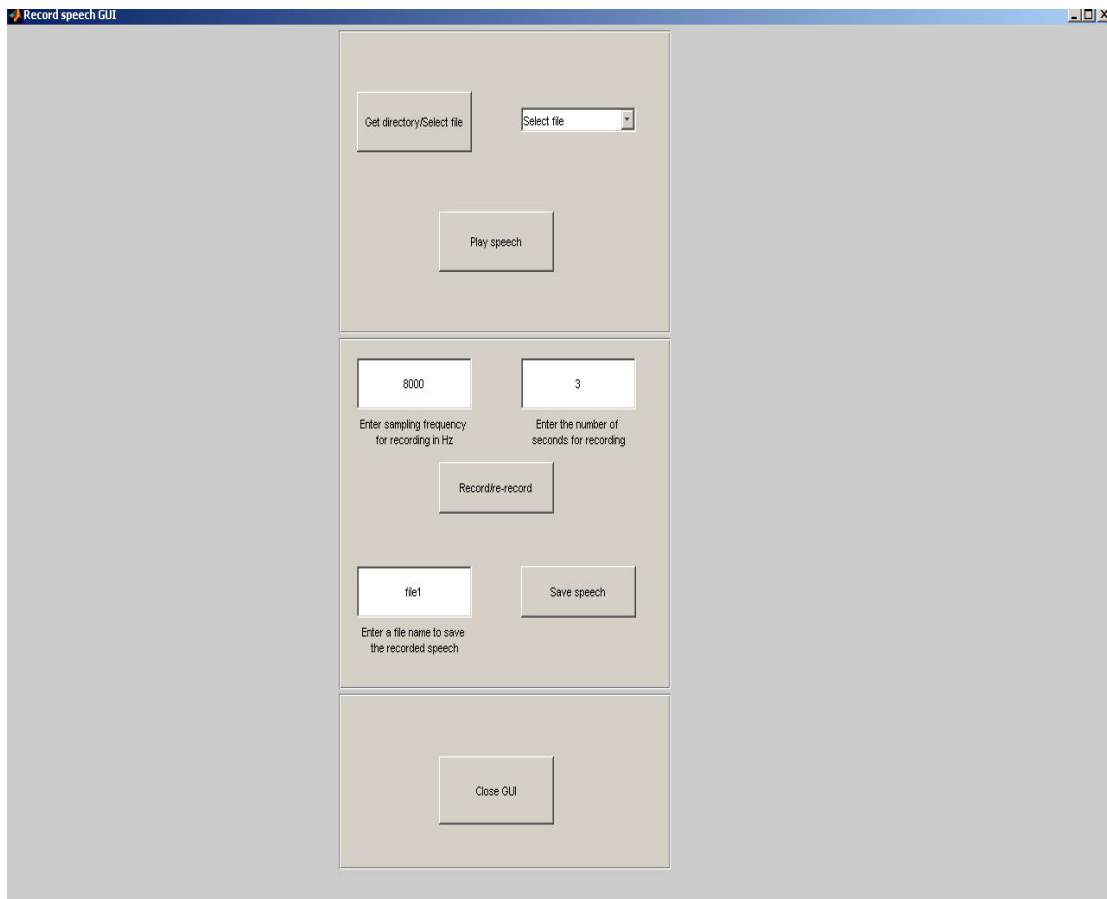 Record speech GUI
Get directory/Select file
Select file
Play speech
8000
3
Enter sampling frequency
for recording in Hz
Enter the number of
seconds for recording
Record/re-record
file1
Save speech
Enter a file name to save
the recorded speech
Close GUI